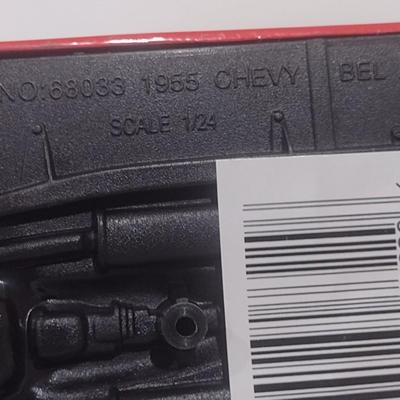 NO:68033 1955 CHEVY BEL
SCALE 1/24